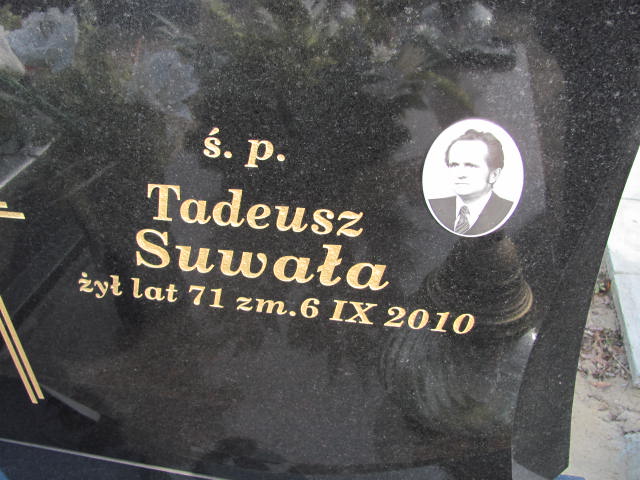 ś. p.
Tadeusz
Suwała
żył lat 71 zm.6 IX 2010